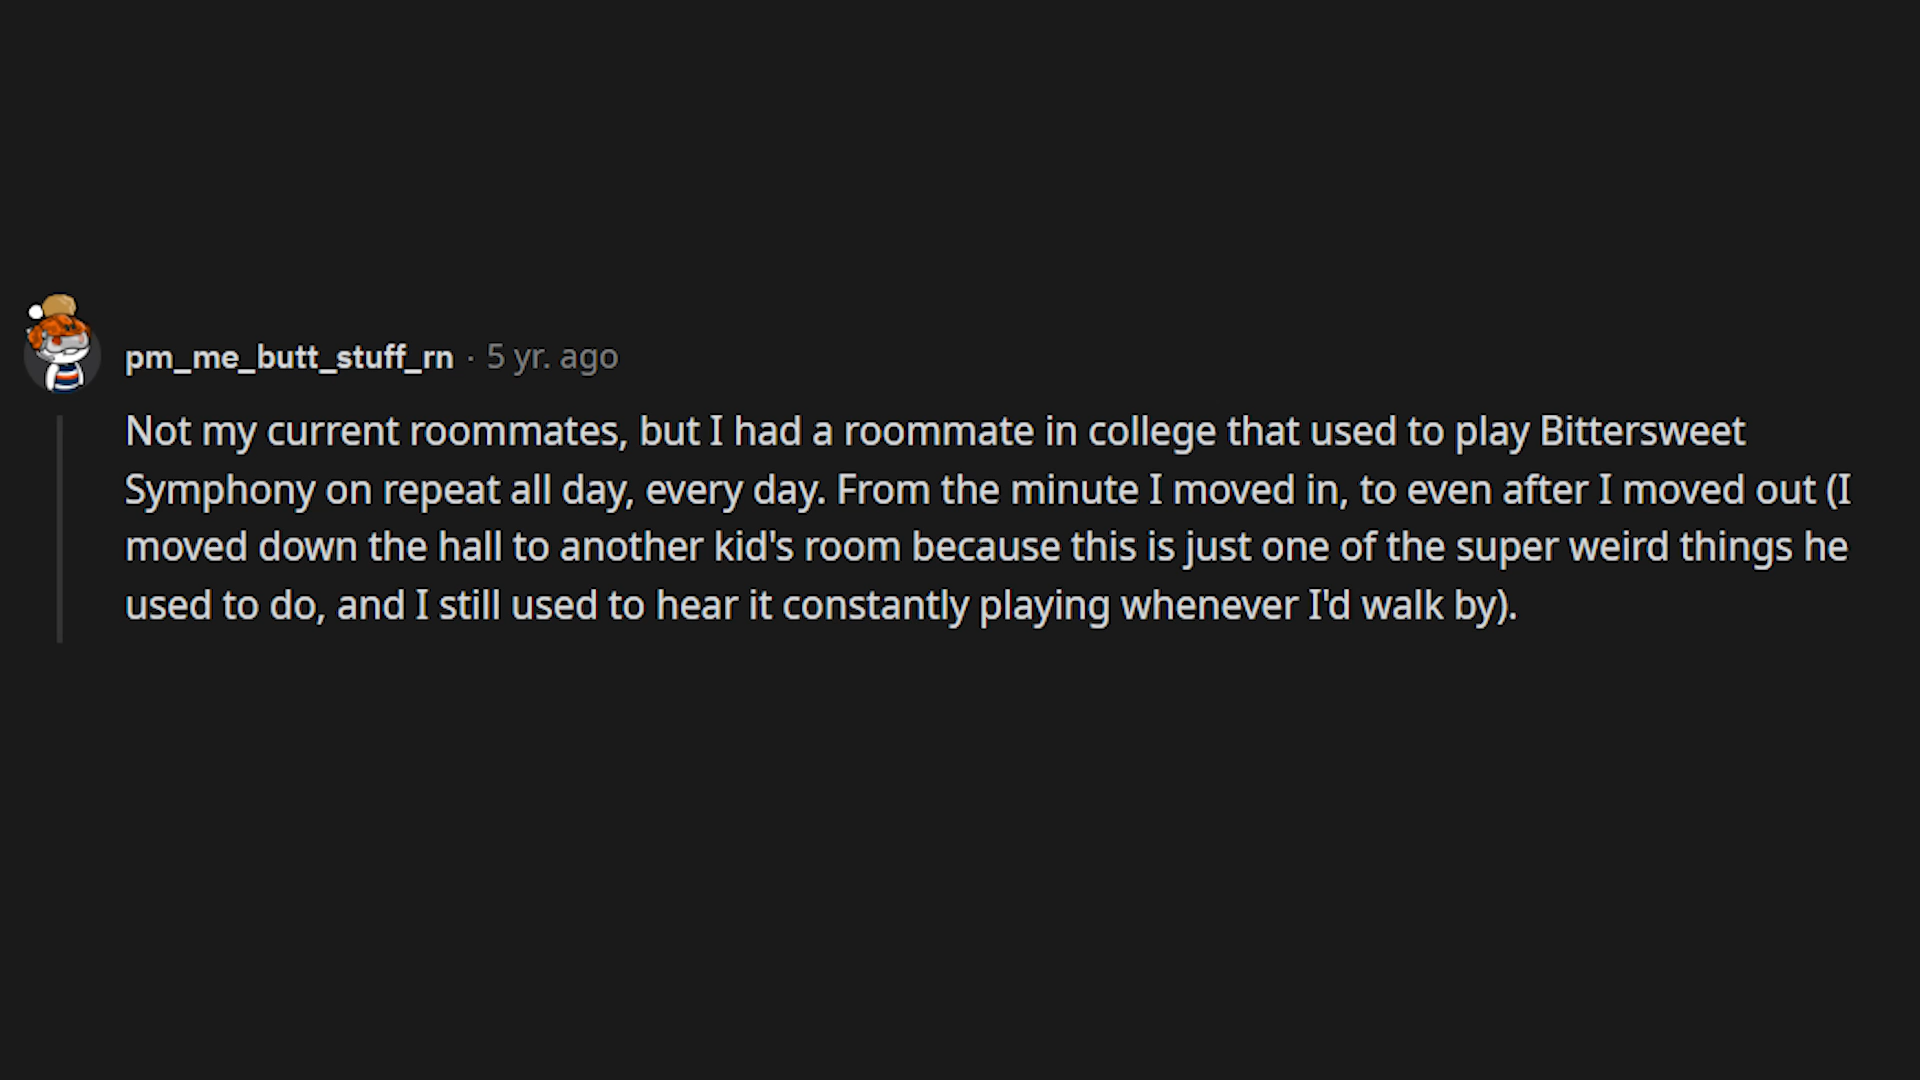 pm_me_butt_stuff_rn · 5 yr. ago
Not my current roommates, but I had a roommate in college that used to play Bittersweet
Symphony on repeat all day, every day. From the minute I moved in, to even after I moved out (I
moved down the hall to another kid's room because this is just one of the super weird things he
used to do, and I still used to hear it constantly playing whenever I'd walk by).